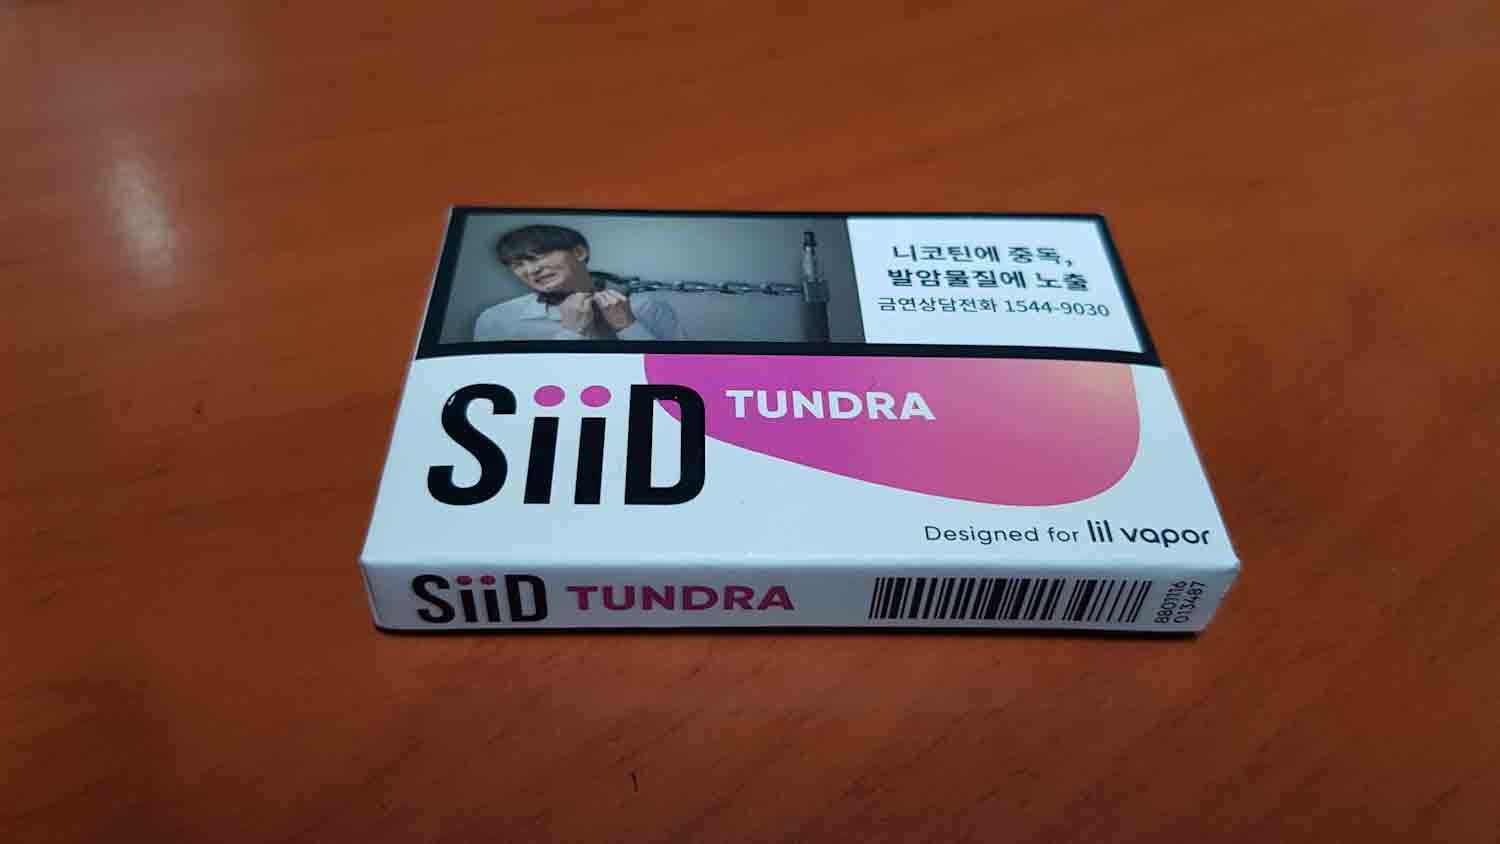 니코틴에 중독,
발암물질에 노출
금연상담전화 1544-9030
SiiD TUNDRA
Designed for lil vapor
SiiD TUNDRA
8801116
013487